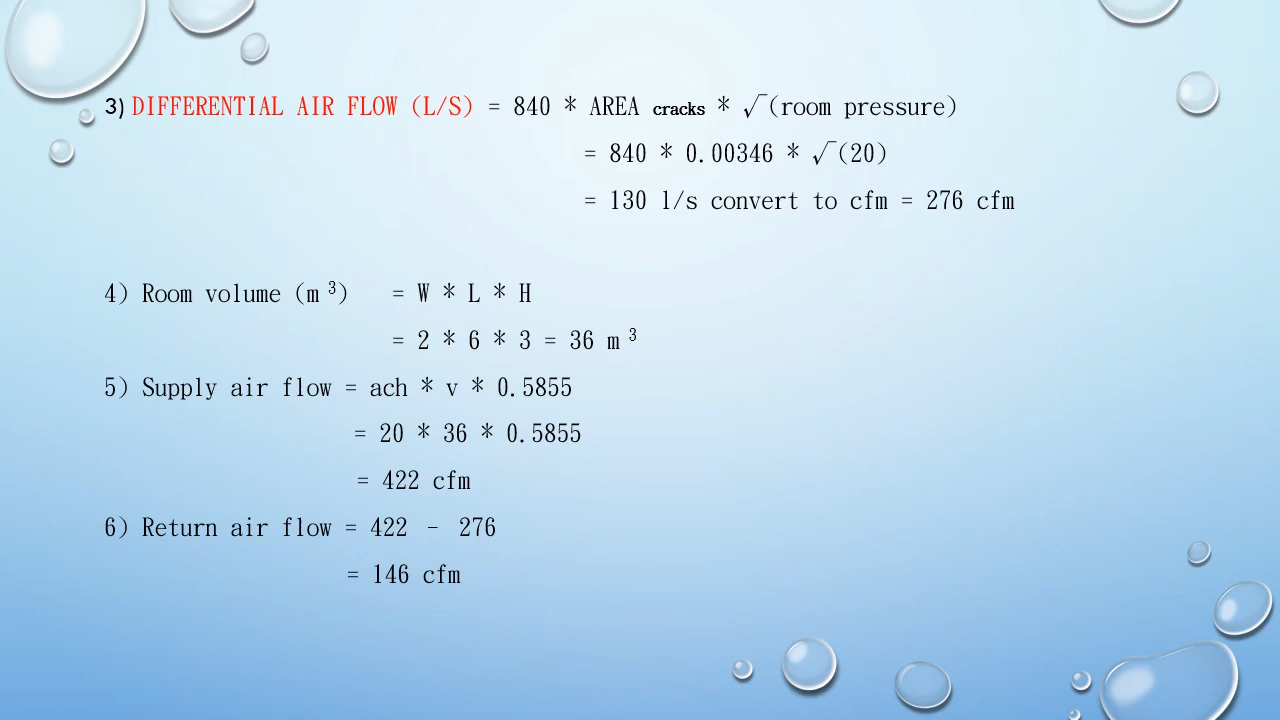 3) DIFFERENTIAL AIR FLOW (L/S) = 840 * AREA cracks * √(room pressure)
= 840 * 0.00346 * √(20)
= 130 l/s convert to cfm = 276 cfm
4) Room volume (m ³) = W * L * H
= 2 * 6 * 3 = 36 m ³
5) Supply air flow = ach * v * 0.5855
= 20 * 36 * 0.5855
= 422 cfm
6) Return air flow = 422 – 276
= 146 cfm